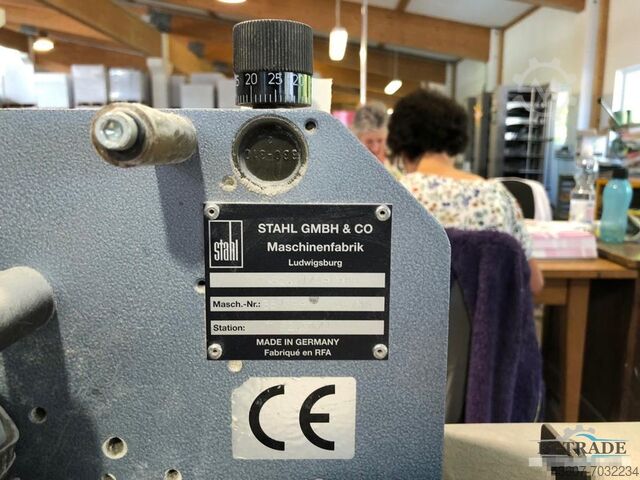 20 25
STAHL GMBH & CO
stahl
Maschinenfabrik
Ludwigsburg
Masch.-Nr.:
Station:
MADE IN GERMANY
Fabriqué en RFA
CE
TRADE
7032234